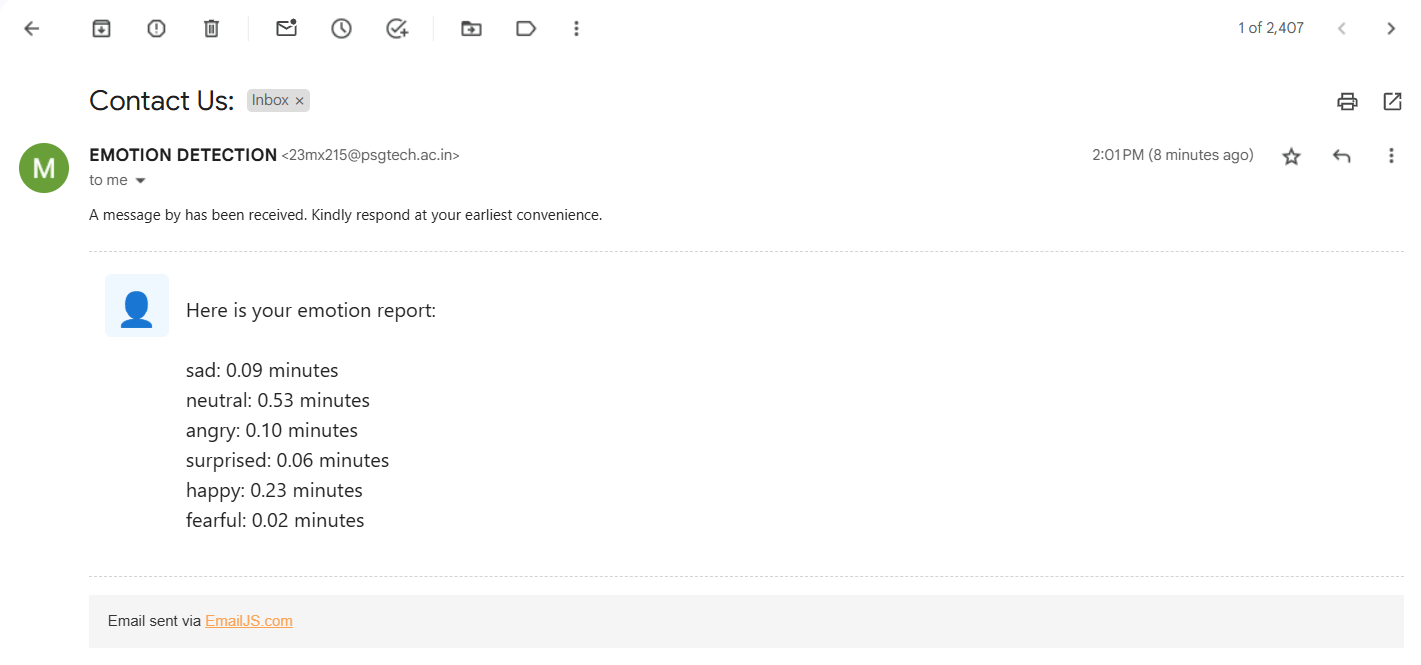 1 of 2,407
Contact Us: Inbox ×
EMOTION DETECTION <23mx215@psgtech.ac.in> 2:01 PM (8 minutes ago)
M
to me
A message by has been received. Kindly respond at your earliest convenience.
Here is your emotion report:
sad: 0.09 minutes
neutral: 0.53 minutes
angry: 0.10 minutes
surprised: 0.06 minutes
happy: 0.23 minutes
fearful: 0.02 minutes
Email sent via EmailJS.com